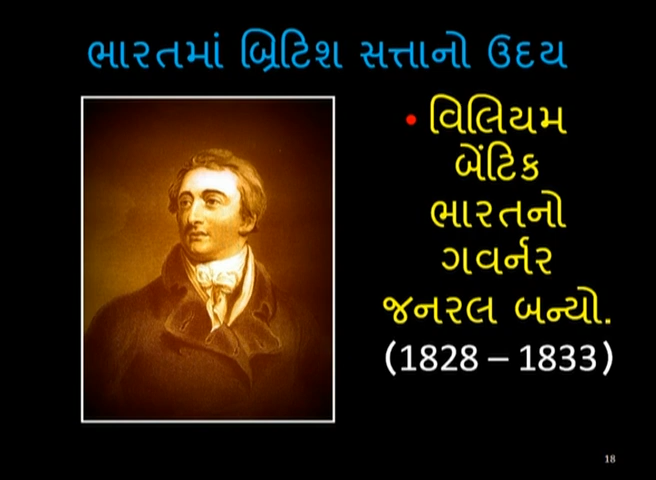 ભારતમાં બ્રિટિશ સત્તાનો ઉદય
• વિલિયમ
બેંટિક
ભારતનો
ગવર્નર
જનરલ બન્યો.
(1828 – 1833)
18